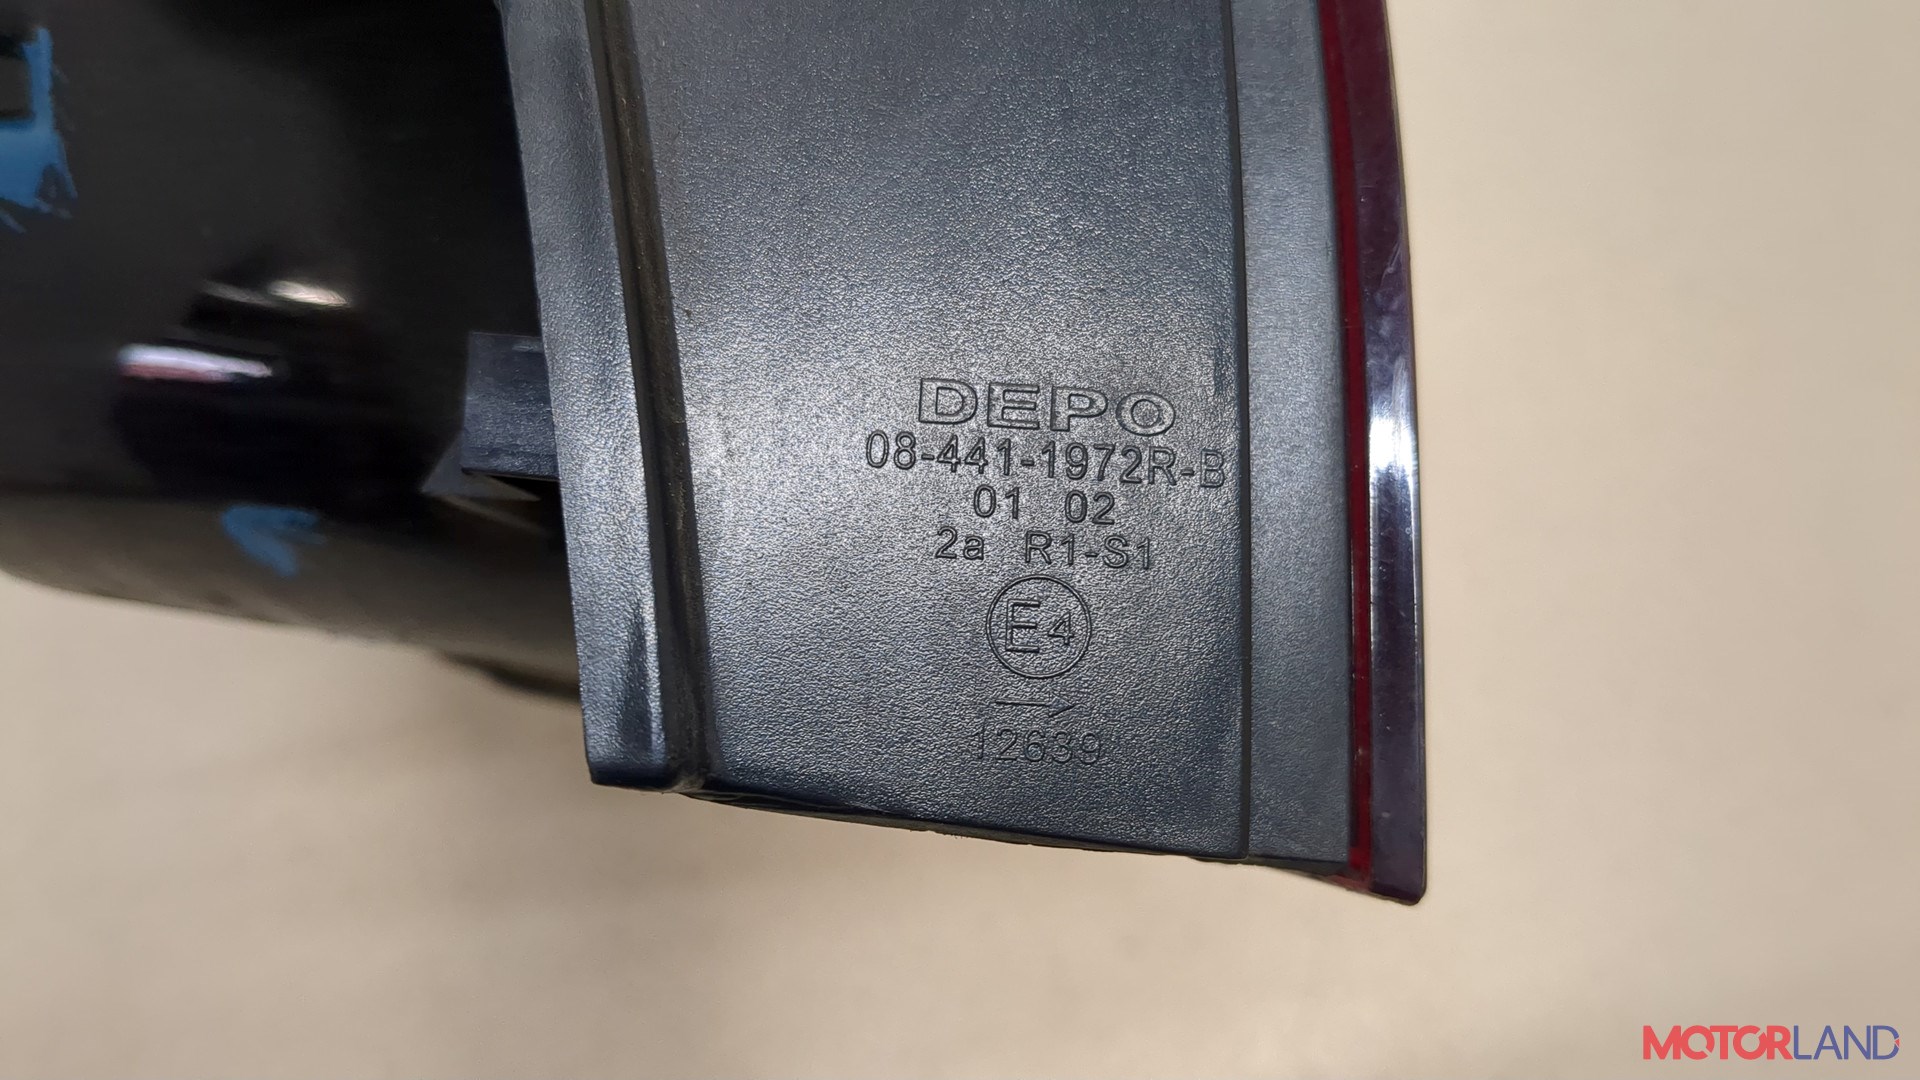 DEPO
08-441-1972R-B
01 02
2a R1-S1
E4
12639
MOTORLAND